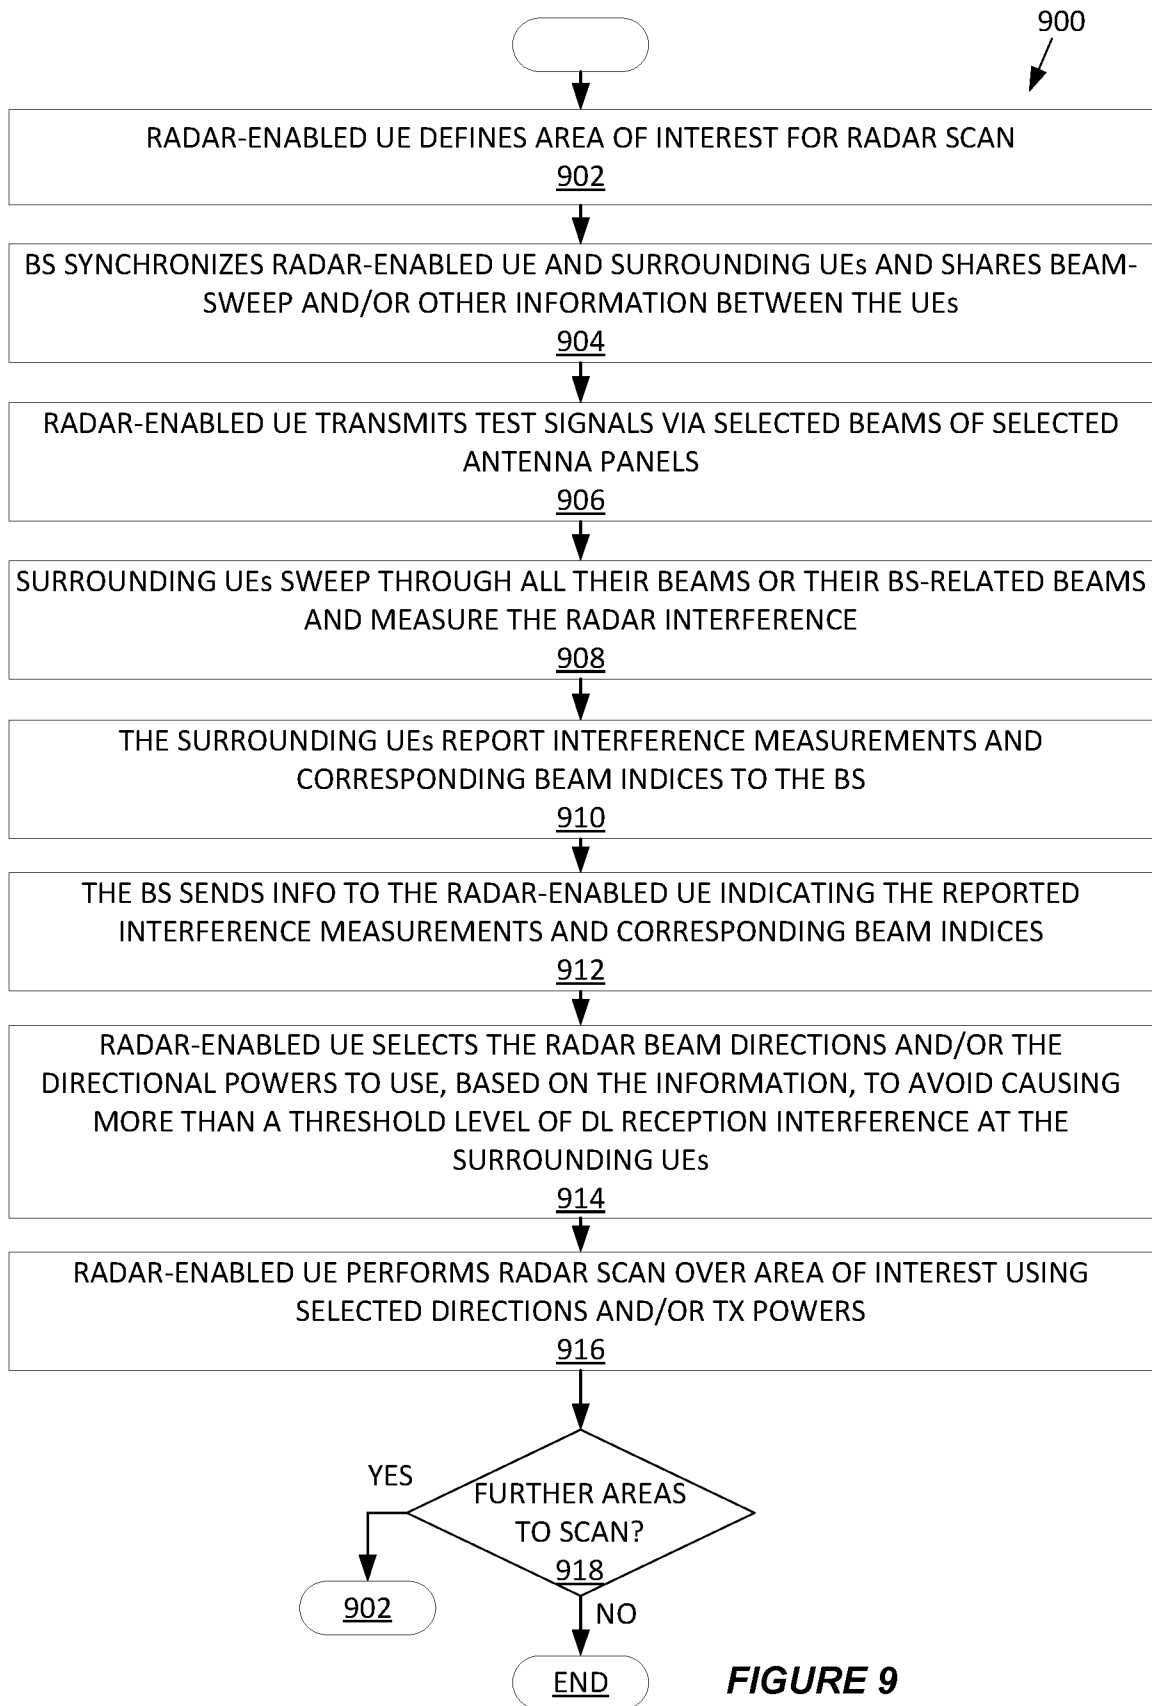 900
RADAR-ENABLED UE DEFINES AREA OF INTEREST FOR RADAR SCAN
902
BS SYNCHRONIZES RADAR-ENABLED UE AND SURROUNDING UEs AND SHARES BEAM-
SWEEP AND/OR OTHER INFORMATION BETWEEN THE UEs
904
RADAR-ENABLED UE TRANSMITS TEST SIGNALS VIA SELECTED BEAMS OF SELECTED
ANTENNA PANELS
906
SURROUNDING UEs SWEEP THROUGH ALL THEIR BEAMS OR THEIR BS-RELATED BEAMS
AND MEASURE THE RADAR INTERFERENCE
908
THE SURROUNDING UEs REPORT INTERFERENCE MEASUREMENTS AND
CORRESPONDING BEAM INDICES TO THE BS
910
THE BS SENDS INFO TO THE RADAR-ENABLED UE INDICATING THE REPORTED
INTERFERENCE MEASUREMENTS AND CORRESPONDING BEAM INDICES
912
RADAR-ENABLED UE SELECTS THE RADAR BEAM DIRECTIONS AND/OR THE
DIRECTIONAL POWERS TO USE, BASED ON THE INFORMATION, TO AVOID CAUSING
MORE THAN A THRESHOLD LEVEL OF DL RECEPTION INTERFERENCE AT THE
SURROUNDING UEs
914
RADAR-ENABLED UE PERFORMS RADAR SCAN OVER AREA OF INTEREST USING
SELECTED DIRECTIONS AND/OR TX POWERS
916
YES
FURTHER AREAS
TO SCAN?
918
902
NO
END
FIGURE 9